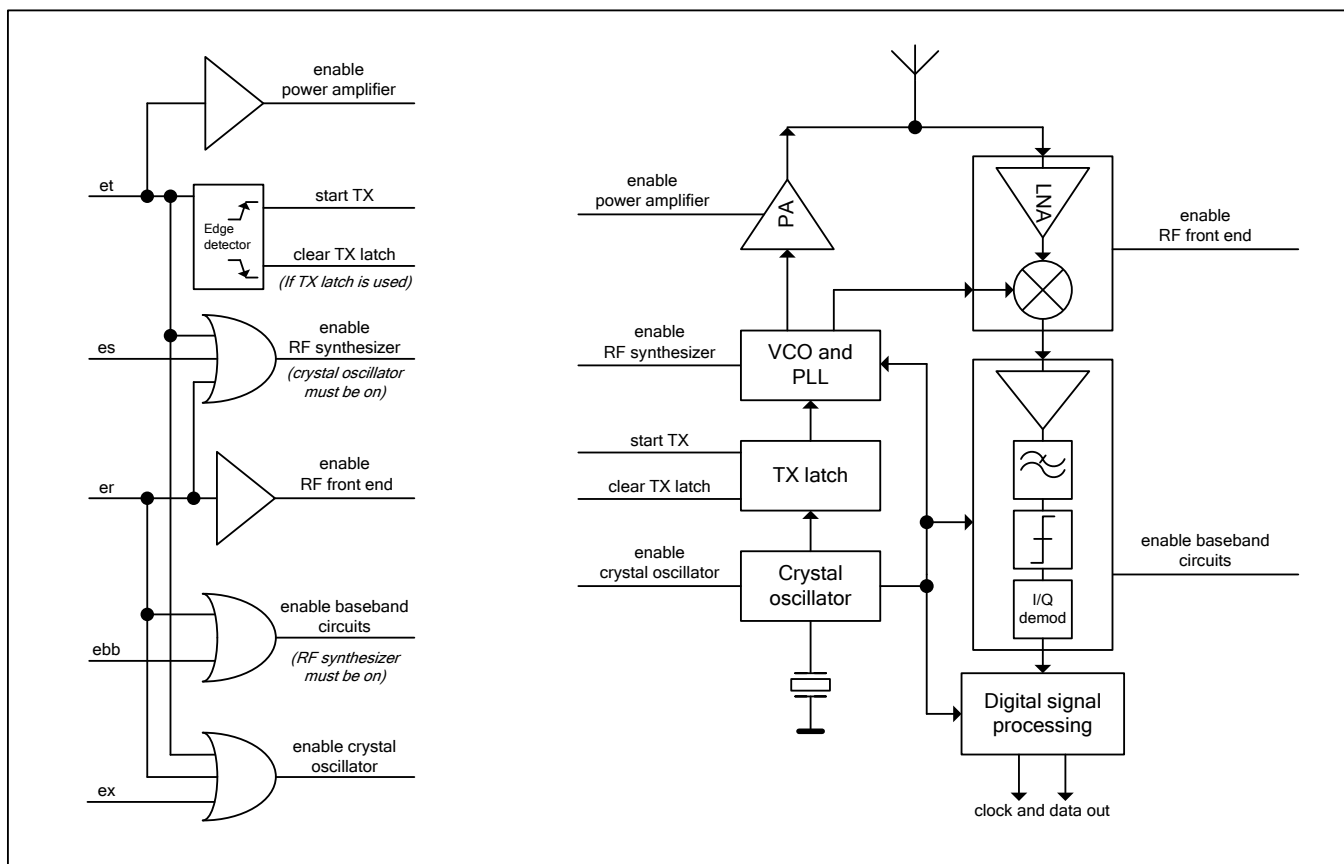 enable
power amplifier
et
start TX
Edge
detector
clear TX latch
(If TX latch is used)
es
enable
RF synthesizer
(crystal oscillator
must be on)
er
enable
RF front end
ebb
enable baseband
circuits
(RF synthesizer
must be on)
ex
enable crystal
oscillator
enable
power amplifier
PA
LNA
enable
RF front end
enable
RF synthesizer
VCO and
PLL
start TX
clear TX latch
TX latch
enable
crystal oscillator
Crystal
oscillator
enable baseband
circuits
I/Q
demod
Digital signal
processing
clock and data out